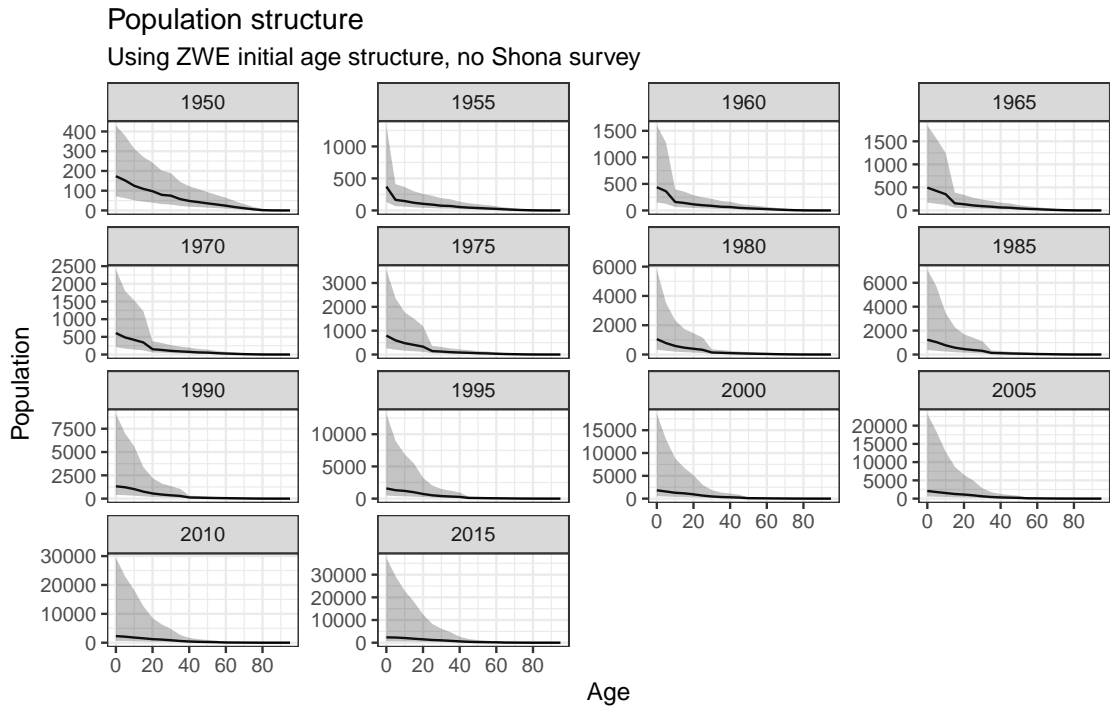 Population structure
Using ZWE initial age structure, no Shona survey
1950 1955 1960 1965
400 300 200 100 0
1000 500 0
1500 1000 500 0
1500 1000 500 0
1970 1975 1980 1985
2500 2000 1500 1000 500 0
3000 2000 1000 0
6000 4000 2000 0
6000 4000 2000 0
1990 1995 2000 2005
7500 5000 2500 0
10000 5000 0
15000 10000 5000 0
20000 15000 10000 5000 0
0 20 40 60 80 0 20 40 60 80
2010 2015
30000 20000 10000 0
30000 20000 10000 0
0 20 40 60 80 0 20 40 60 80
Population
Age